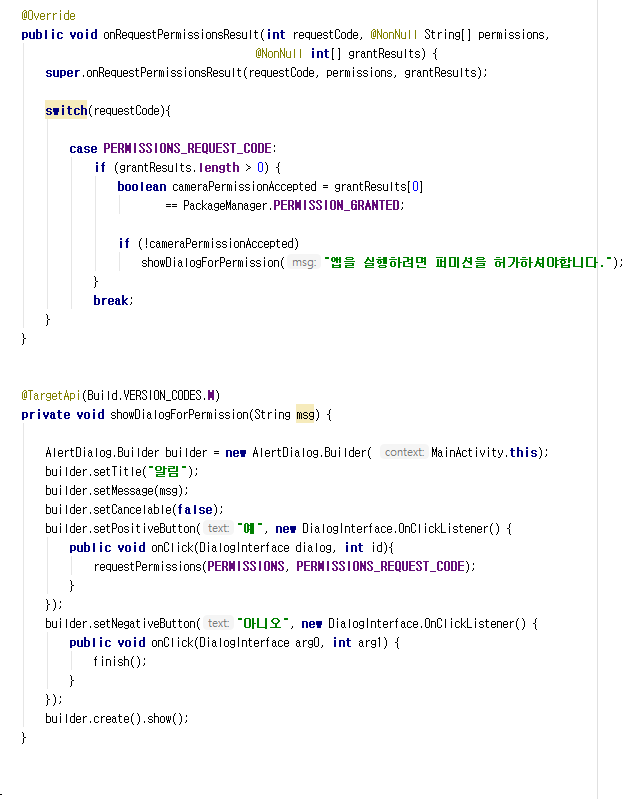 @Override
public void onRequestPermissionsResult(int requestCode, @NonNull String[] permissions,
@NonNull int[] grantResults) {
super.onRequestPermissionsResult(requestCode, permissions, grantResults);
switch(requestCode){
case PERMISSIONS_REQUEST_CODE:
if (grantResults.length > 0) {
boolean cameraPermissionAccepted = grantResults[0]
== PackageManager.PERMISSION_GRANTED;
if (!cameraPermissionAccepted)
showDialogForPermission( msg: "앱을 실행하려면 퍼미션을 허가하셔야합니다.");
}
break;
}
}
@TargetApi(Build.VERSION_CODES.M)
private void showDialogForPermission(String msg) {
AlertDialog.Builder builder = new AlertDialog.Builder( context: MainActivity.this);
builder.setTitle("알림");
builder.setMessage(msg);
builder.setCancelable(false);
builder.setPositiveButton( text: "예", new DialogInterface.OnClickListener() {
public void onClick(DialogInterface dialog, int id){
requestPermissions(PERMISSIONS, PERMISSIONS_REQUEST_CODE);
}
});
builder.setNegativeButton( text: "아니오", new DialogInterface.OnClickListener() {
public void onClick(DialogInterface arg0, int arg1) {
finish();
}
});
builder.create().show();
}